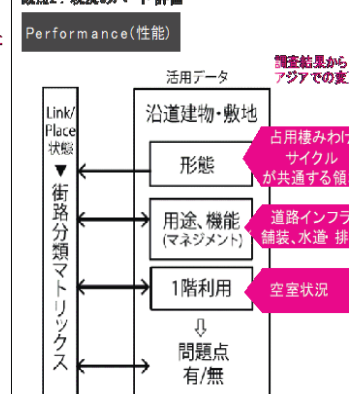 Performance(性能)
活用データ
調査結果から
アジアでの変
Link/
Place
状態
▼
街路分類マトリックス
沿道建物・敷地
形態
占用棲みわけ
サイクル
が共通する領
用途、機能
(マネジメント)
道路インフラ
舗装、水道 排
1階利用
空室状況
問題点
有/無